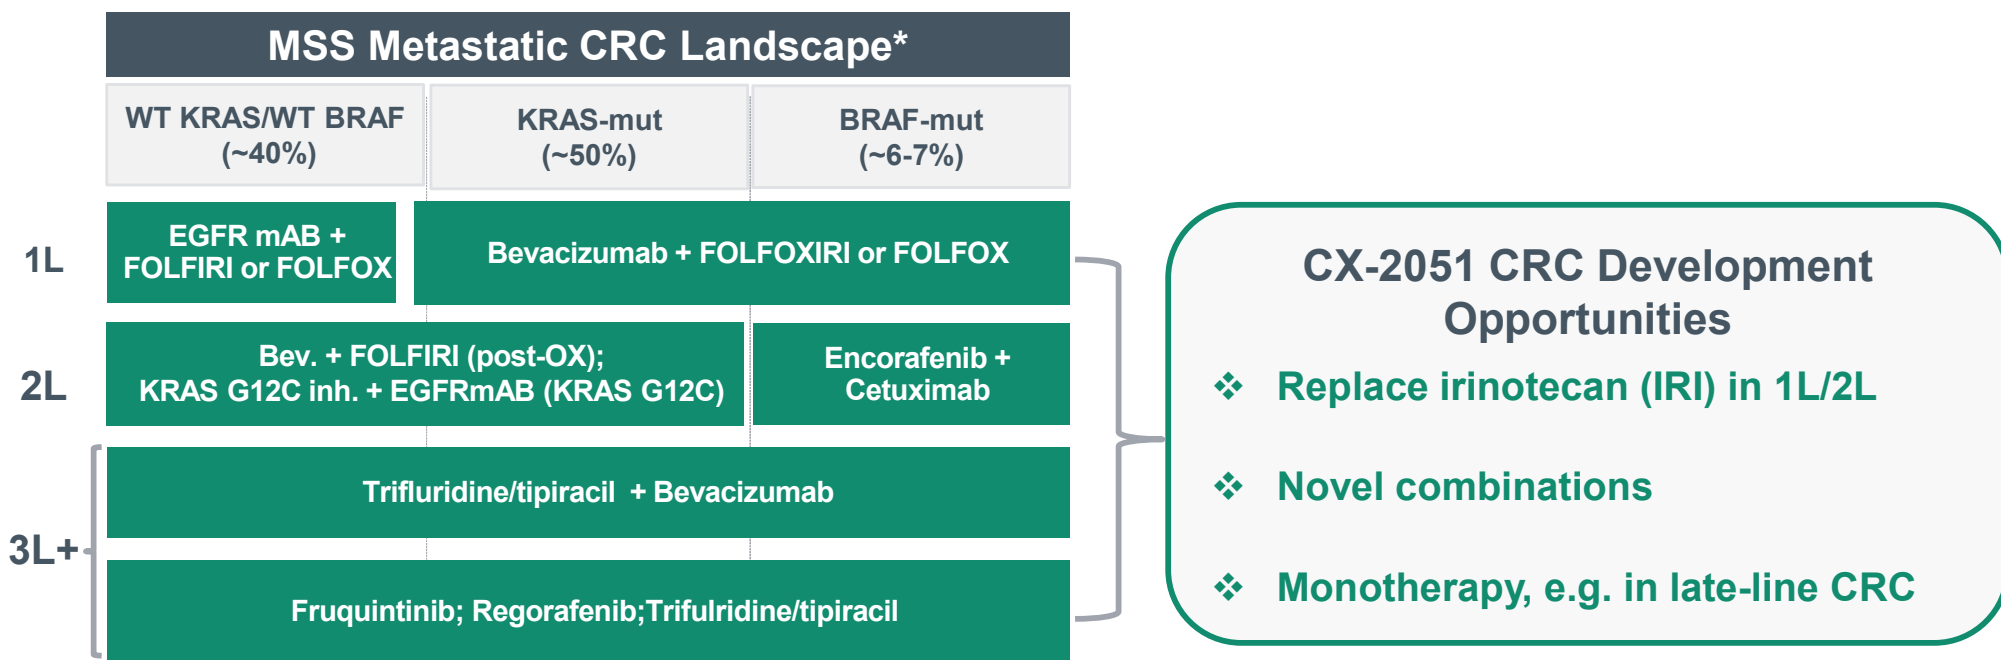 MSS Metastatic CRC Landscape*
WT KRAS/WT BRAF
(~40%)
KRAS-mut
(~50%)
BRAF-mut
(~6-7%)
1L
EGFR mAB +
FOLFIRI or FOLFOX
Bevacizumab + FOLFOXIRI or FOLFOX
2L
Bev. + FOLFIRI (post-OX);
KRAS G12C inh. + EGFRmAB (KRAS G12C)
Encorafenib +
Cetuximab
3L+
Trifluridine/tipiracil + Bevacizumab
Fruquintinib; Regorafenib;Trifulridine/tipiracil
CX-2051 CRC Development
Opportunities
❖ Replace irinotecan (IRI) in 1L/2L
❖ Novel combinations
❖ Monotherapy, e.g. in late-line CRC